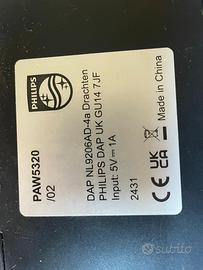 PHILIPS
PAW5320
/02
DAP NL9206AD-4a Drachten
PHILIPS DAP UK GU14 7JF
Input: 5V⎓1A
Made in China
2431
CE
UK
CA
subito